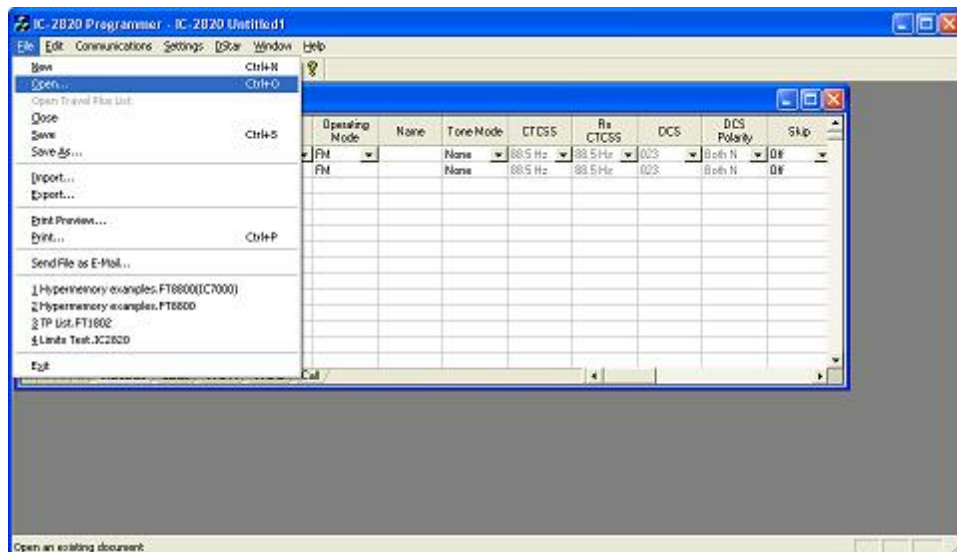 IC-2820 Programmer - IC-2820 Untitled1
File Edit Communications Settings DStar Window Help
New Ctrl+N
Open... Ctrl+O
Open Travel Plus List
Close
Save Ctrl+S
Save As...
Import...
Export...
Print Preview...
Print... Ctrl+P
Send File as E-Mail...
1 Hypermemory examples.FT8800(IC7000)
2 Hypermemory examples.FT8800
3 TP List.FT1802
4 Limits Test.IC2820
Exit
Operating Mode Name Tone Mode CTCSS Rx CTCSS DCS DCS Polarity Skip
FM None 88.5 Hz 88.5 Hz 023 Both N Off
FM None 88.5 Hz 88.5 Hz 023 Both N Off
Call
Open an existing document